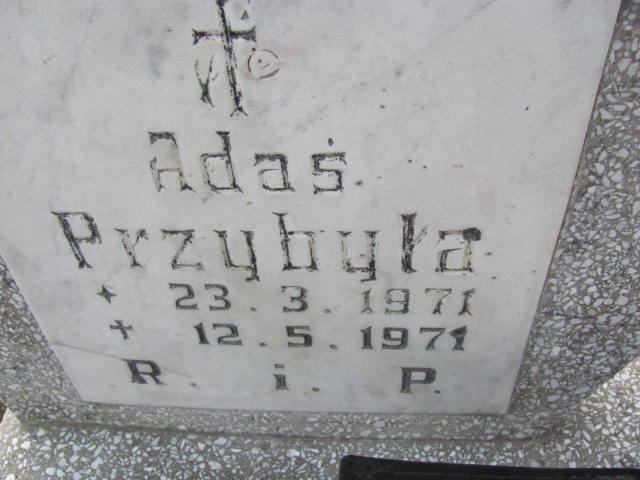 Adaś
Przybyła
23.3.1971
12.5.1971
R. i. P.